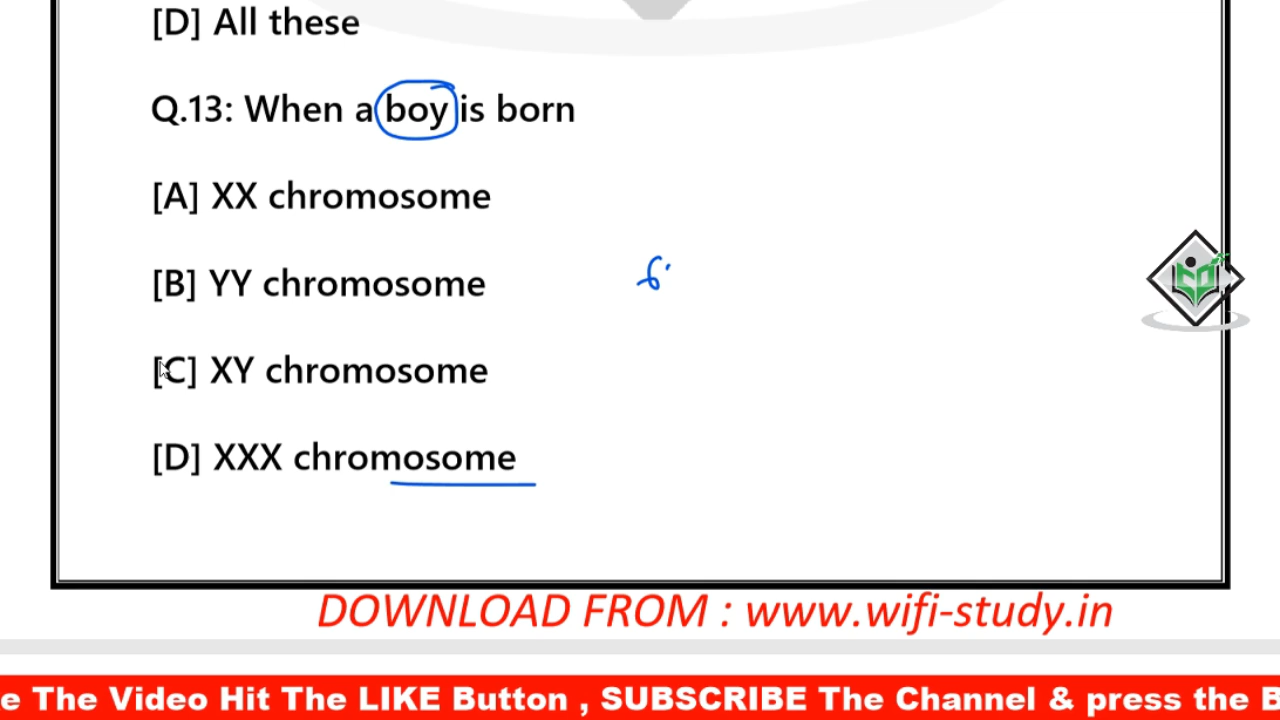 [D] All these
Q.13: When a boy is born
[A] XX chromosome
[B] YY chromosome
[C] XY chromosome
[D] XXX chromosome
DOWNLOAD FROM : www.wifi-study.in
e The Video Hit The LIKE Button , SUBSCRIBE The Channel & press the B